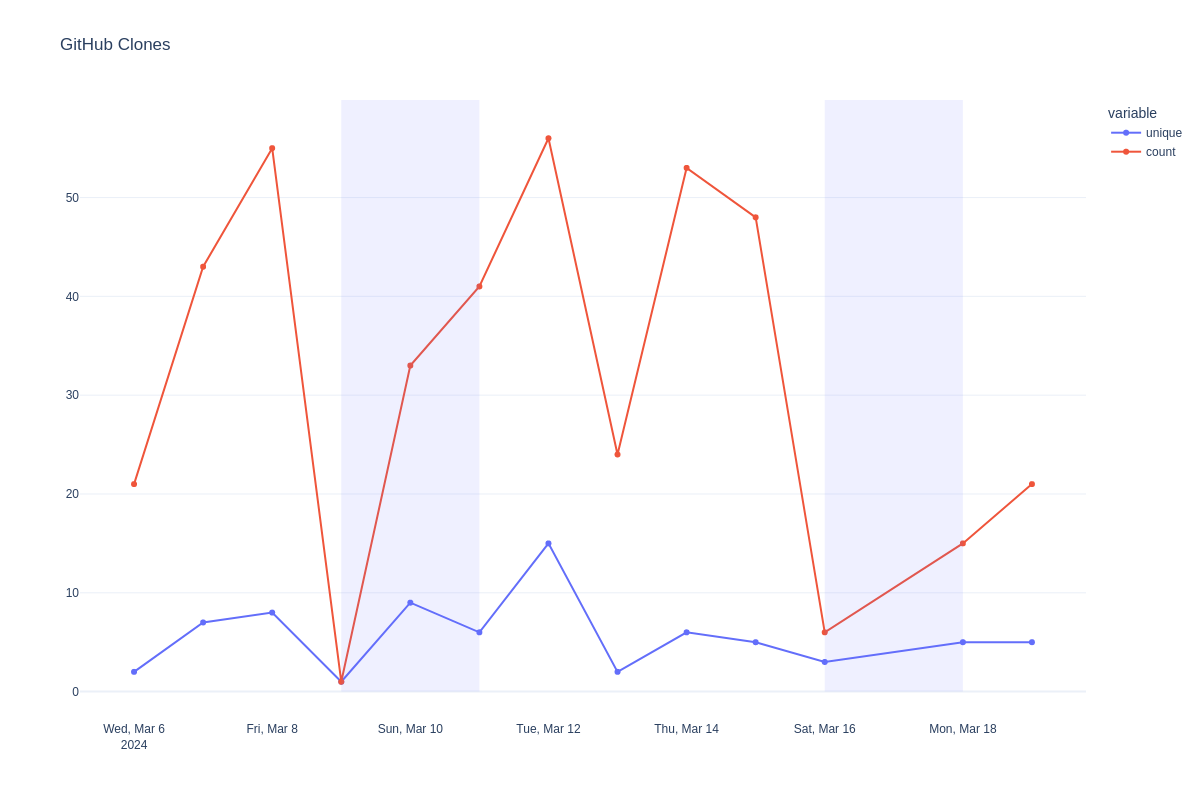 GitHub Clones
variable
unique
count
50
40
30
20
10
0
Wed, Mar 6
2024
Fri, Mar 8
Sun, Mar 10
Tue, Mar 12
Thu, Mar 14
Sat, Mar 16
Mon, Mar 18